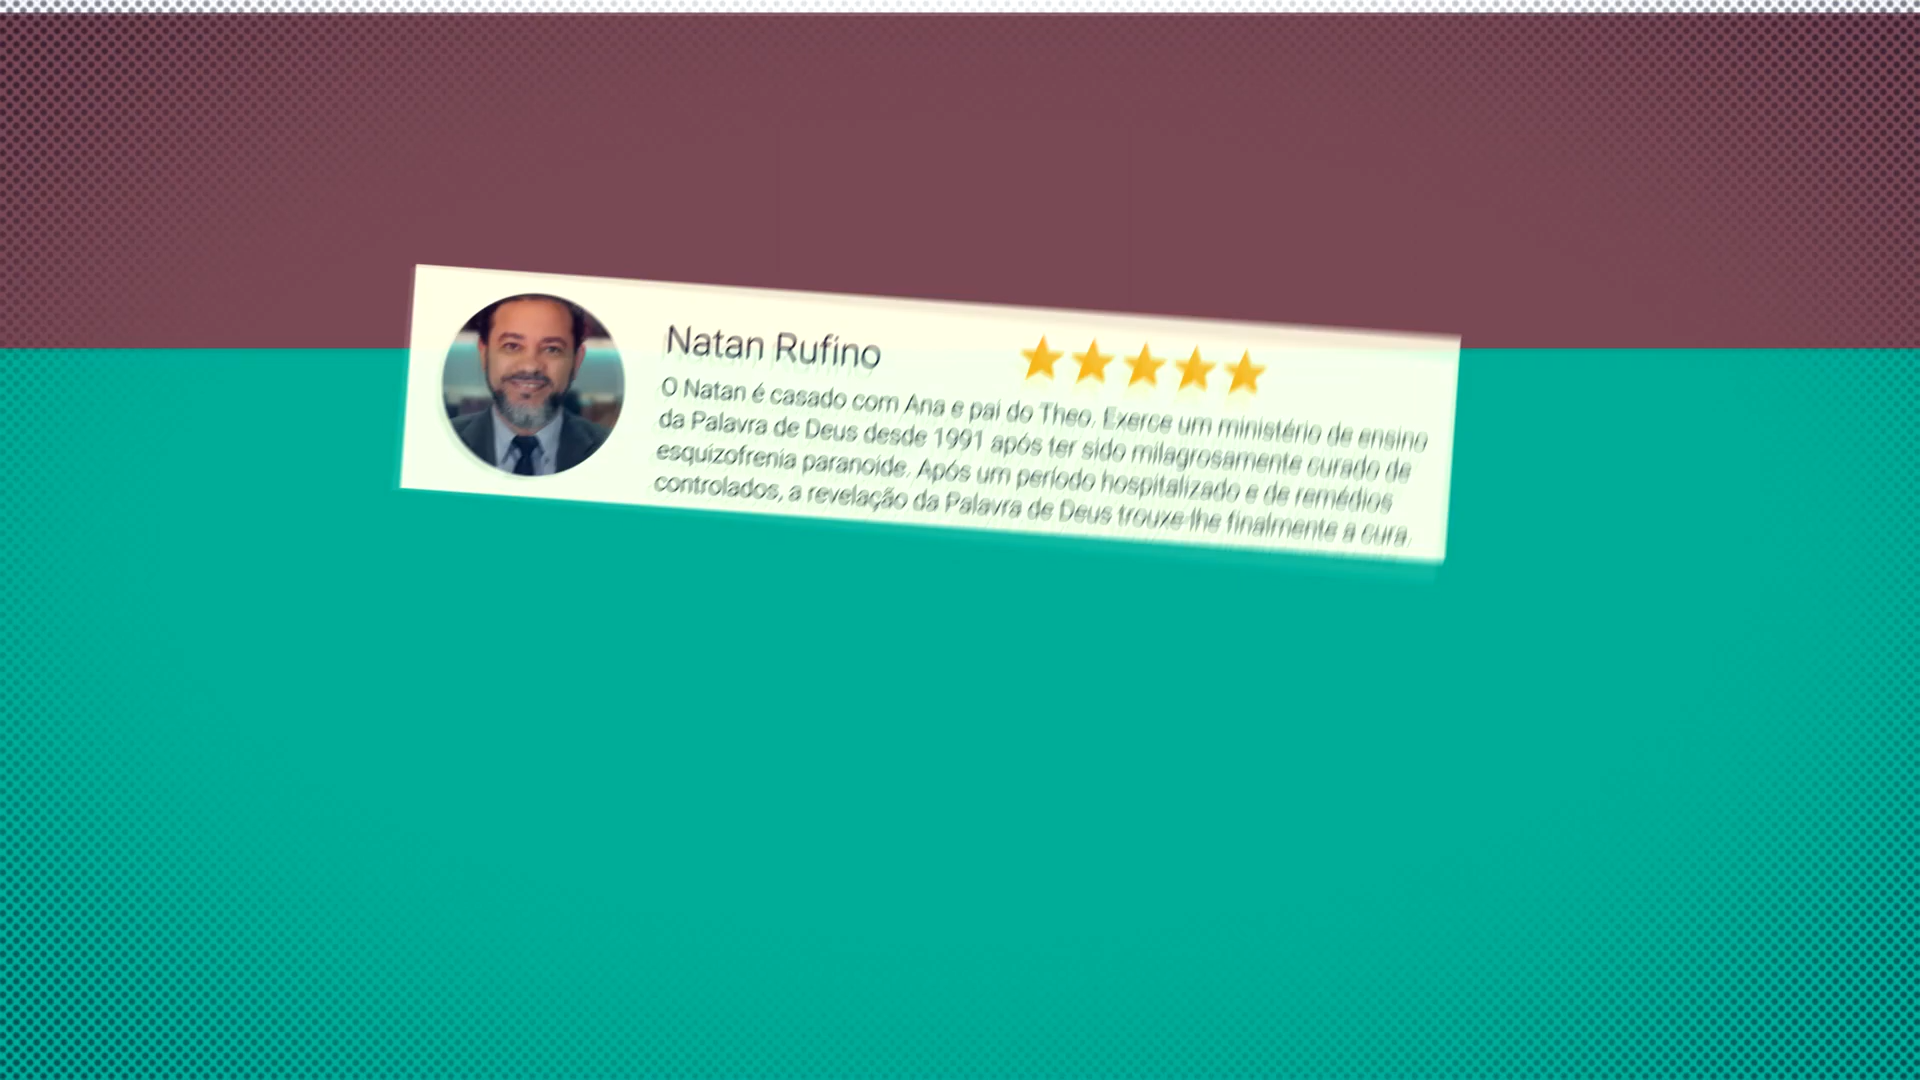 Natan Rufino
O Natan é casado com Ana e pai do Theo. Exerce um ministério de ensino
da Palavra de Deus desde 1991 após ter sido milagrosamente curado de
esquizofrenia paranoide. Após um período hospitalizado e de remédios
controlados, a revelação da Palavra de Deus trouxe-lhe finalmente a cura.